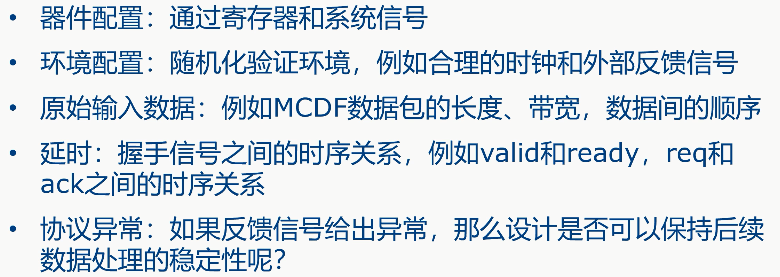 • 器件配置：通过寄存器和系统信号
• 环境配置：随机化验证环境，例如合理的时钟和外部反馈信号
• 原始输入数据：例如MCDF数据包的长度、带宽，数据间的顺序
• 延时：握手信号之间的时序关系，例如valid和ready，req和
ack之间的时序关系
• 协议异常：如果反馈信号给出异常，那么设计是否可以保持后续
数据处理的稳定性呢？